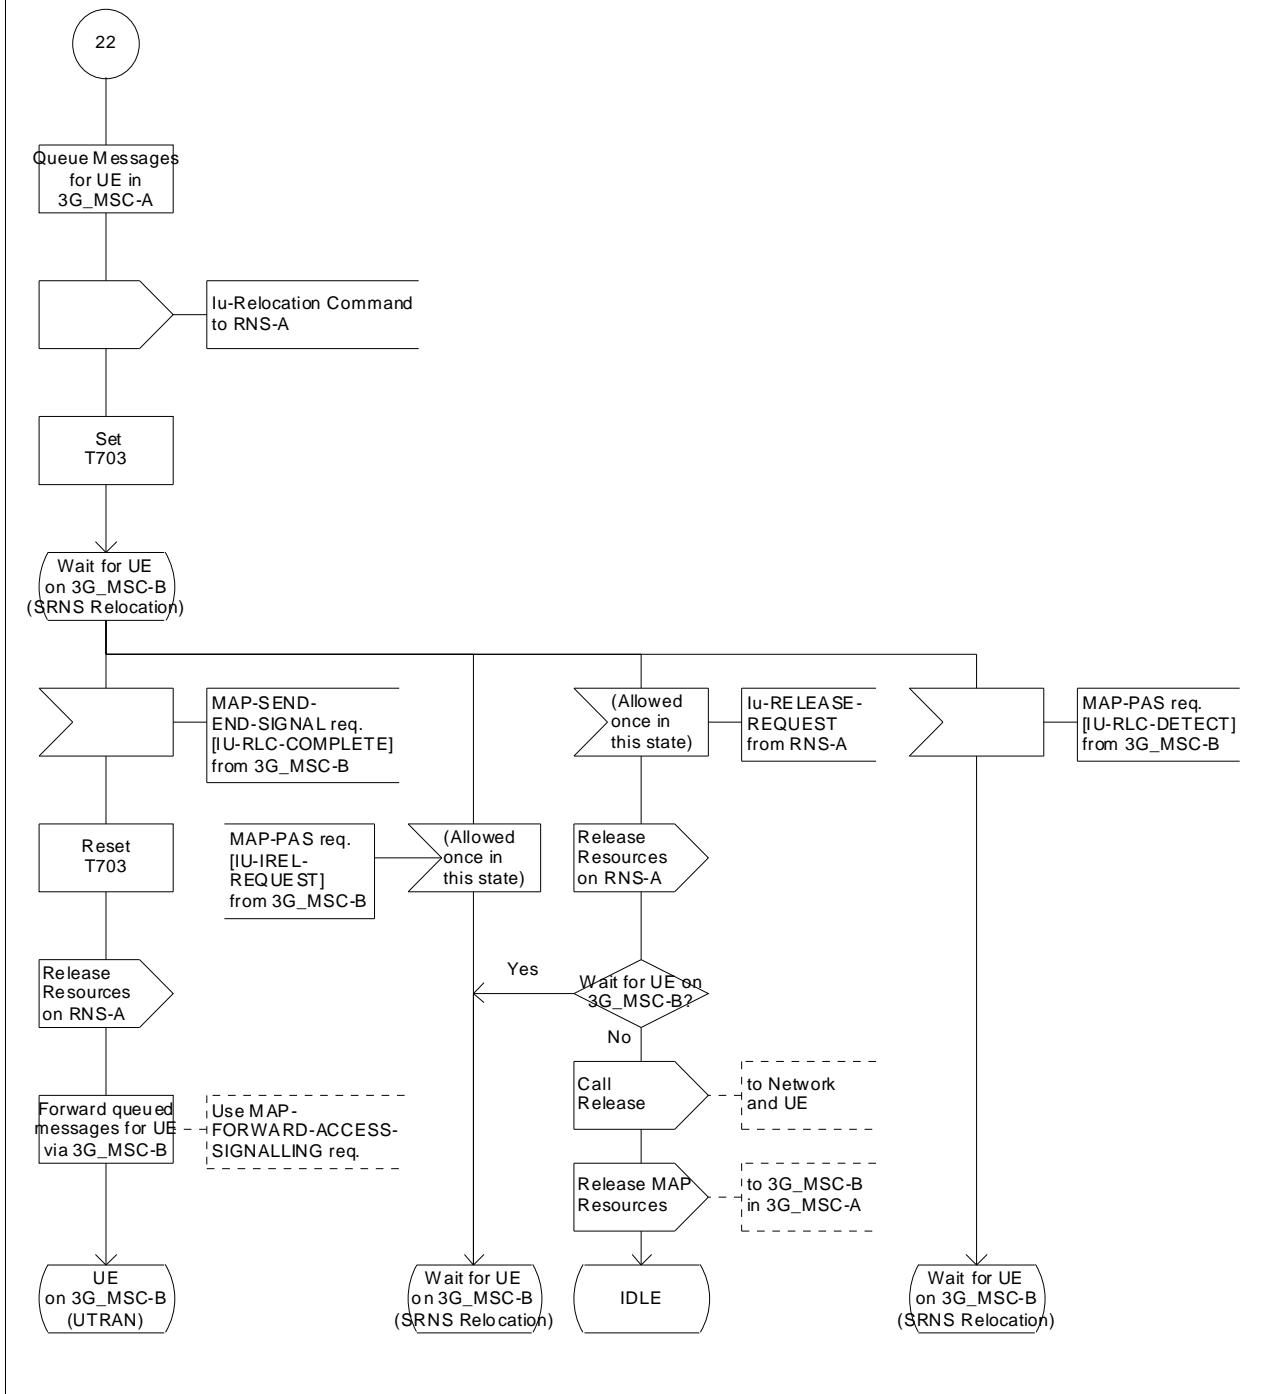 22
Queue Messages
for UE in
3G_MSC-A
Iu-Relocation Command
to RNS-A
Set
T703
Wait for UE
on 3G_MSC-B
(SRNS Relocation)
MAP-SEND-
END-SIGNAL req.
[IU-RLC-COMPLETE]
from 3G_MSC-B
(Allowed
once in
this state)
Iu-RELEASE-
REQUEST
from RNS-A
MAP-PAS req.
[IU-RLC-DETECT]
from 3G_MSC-B
Reset
T703
MAP-PAS req.
[IU-IREL-
REQUEST]
from 3G_MSC-B
(Allowed
once in
this state)
Release
Resources
on RNS-A
Release
Resources
on RNS-A
Yes
Wait for UE on
3G_MSC-B?
No
Call
Release
to Network
and UE
Forward queued
messages for UE
via 3G_MSC-B
Use MAP-
FORWARD-ACCESS-
SIGNALLING req.
Release MAP
Resources
to 3G_MSC-B
in 3G_MSC-A
UE
on 3G_MSC-B
(UTRAN)
Wait for UE
on 3G_MSC-B
(SRNS Relocation)
IDLE
Wait for UE
on 3G_MSC-B
(SRNS Relocation)